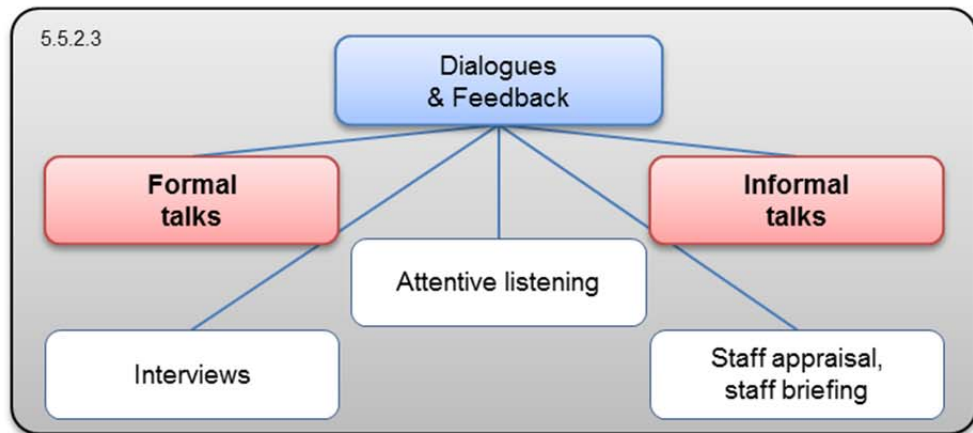 5.5.2.3
Dialogues
& Feedback
Formal
talks
Informal
talks
Attentive listening
Interviews
Staff appraisal,
staff briefing